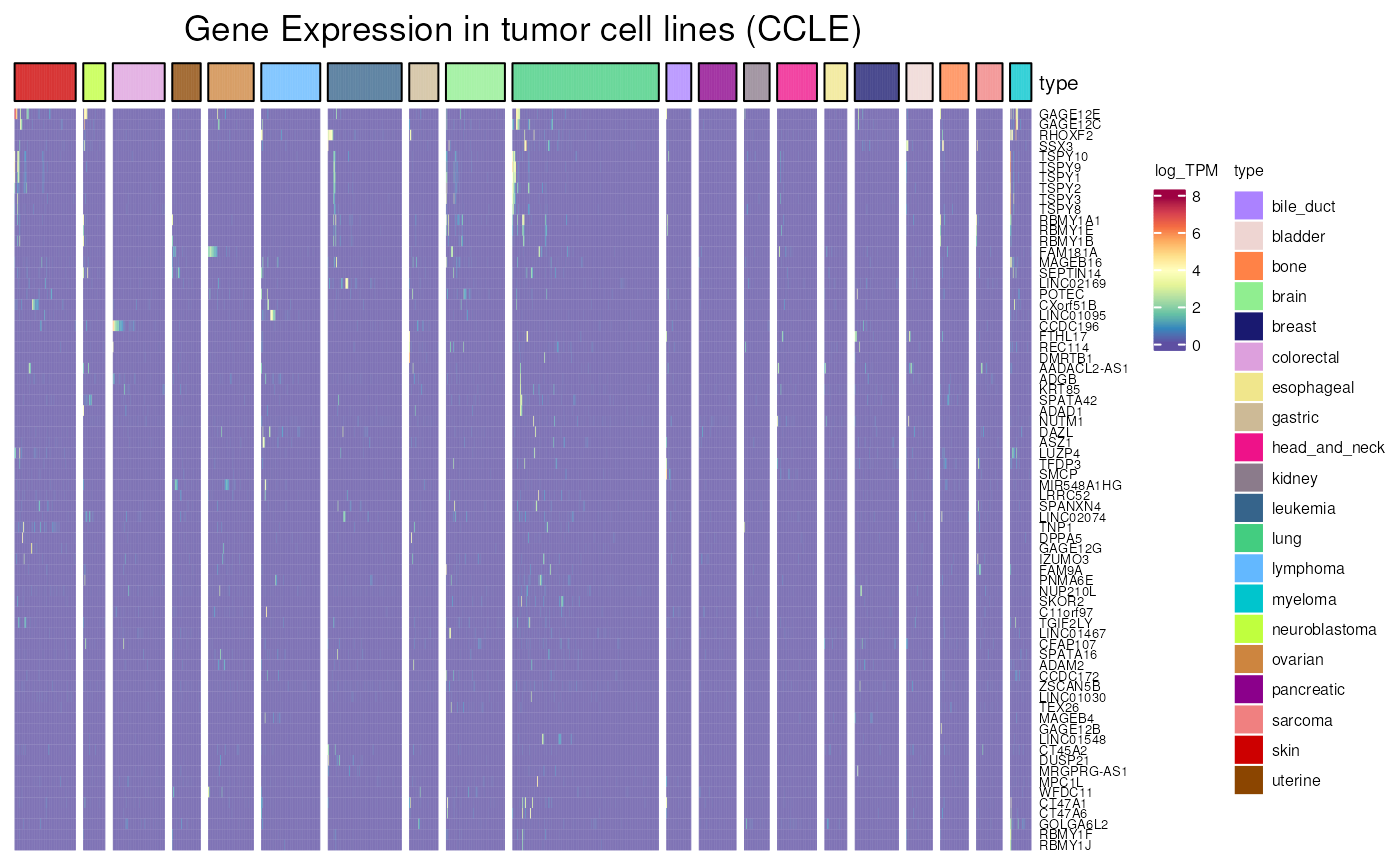 Gene Expression in tumor cell lines (CCLE)
type
GAGE12E
GAGE12C
RHOXF2
SSX3
TSPY10
TSPY9
TSPY1
TSPY2
TSPY3
TSPY8
RBMY1A1
RBMY1E
RBMY1B
FAM181A
MAGEB16
SEPTIN14
LINC02169
POTEC
CXorf51B
LINC01095
CCDC196
FTHL17
REC114
DMRTB1
AADACL2-AS1
ADGB
KRT85
SPATA42
ADAD1
NUTM1
DAZL
ASZ1
LUZP4
TFDP3
SMCP
MIR548A1HG
LRRC52
SPANXN4
LINC02074
TNP1
DPPA5
GAGE12G
IZUMO3
FAM9A
PNMA6E
NUP210L
SKOR2
C11orf97
TGIF2LY
LINC01467
CFAP107
SPATA16
ADAM2
CCDC172
ZSCAN5B
LINC01030
TEX26
MAGEB4
GAGE12B
LINC01548
CT45A2
DUSP21
MRGPRG-AS1
MPC1L
WFDC11
CT47A1
CT47A6
GOLGA6L2
RBMY1F
RBMY1J
log_TPM
8
6
4
2
0
type
bile_duct
bladder
bone
brain
breast
colorectal
esophageal
gastric
head_and_neck
kidney
leukemia
lung
lymphoma
myeloma
neuroblastoma
ovarian
pancreatic
sarcoma
skin
uterine